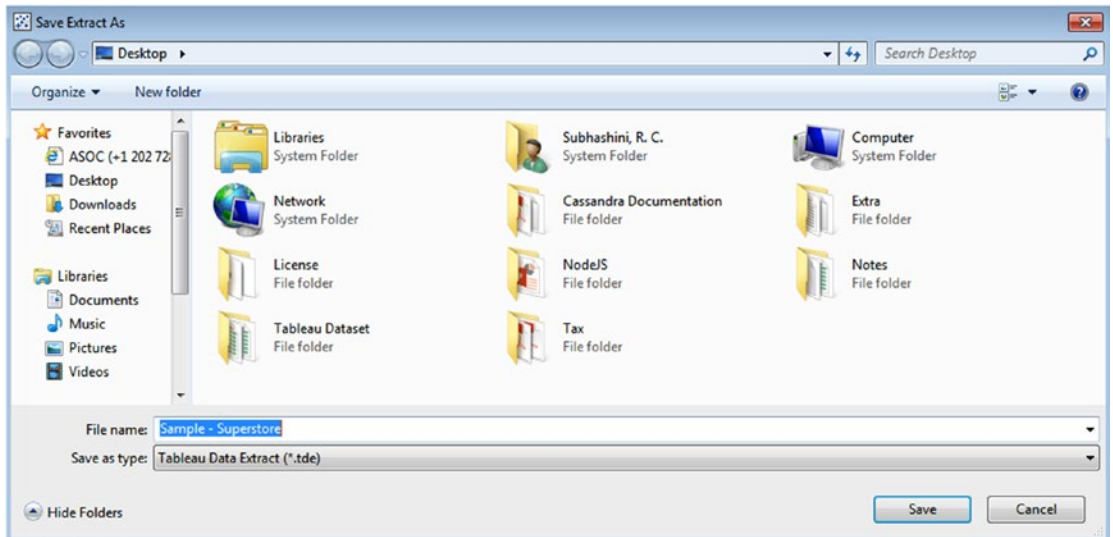 Save Extract As
Desktop
Search Desktop
Organize
New folder
Favorites
ASOC (+1 202 72
Desktop
Downloads
Recent Places
Libraries
Documents
Music
Pictures
Videos
Libraries
System Folder
Subhashini, R. C.
System Folder
Computer
System Folder
Network
System Folder
Cassandra Documentation
File folder
Extra
File folder
License
File folder
NodeJS
File folder
Notes
File folder
Tableau Dataset
File folder
Tax
File folder
File name: Sample - Superstore
Save as type: Tableau Data Extract (*.tde)
Hide Folders
Save
Cancel